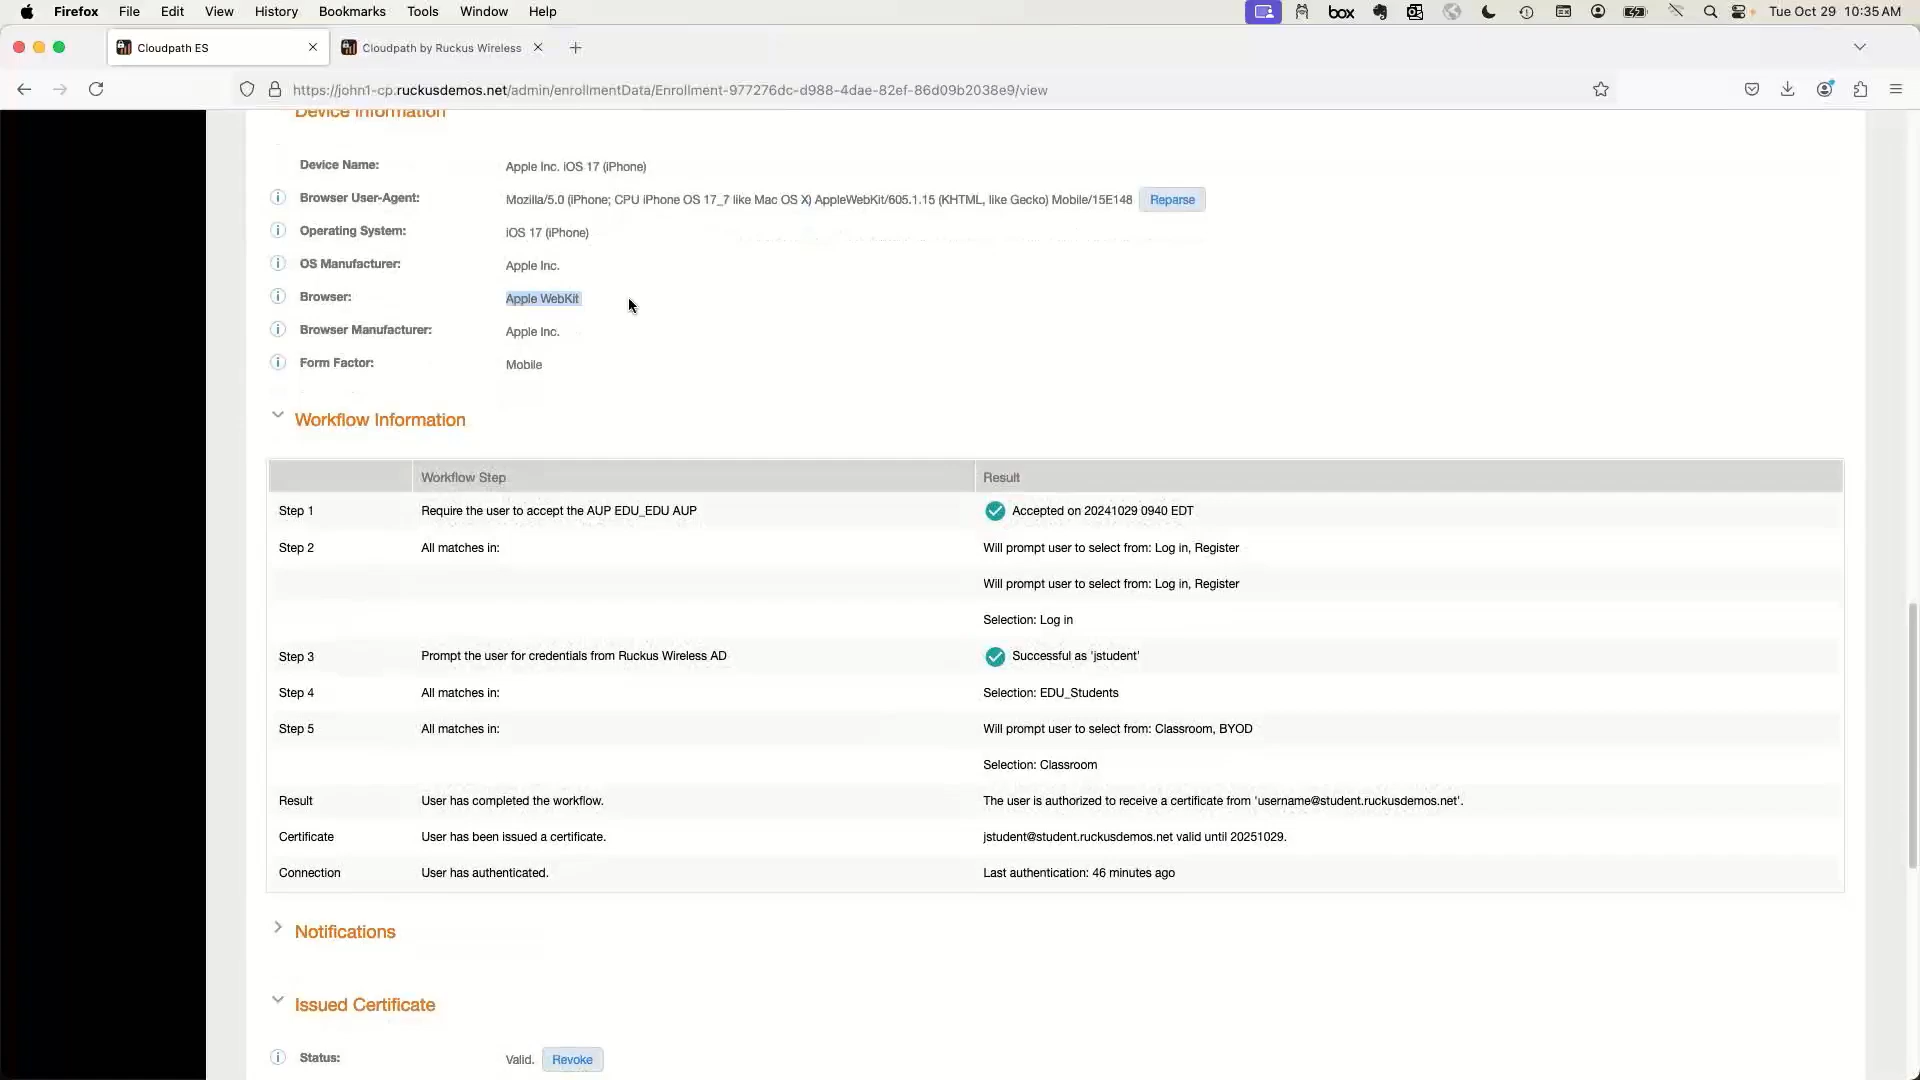 Firefox File Edit View History Bookmarks Tools Window Help box Tue Oct 29 10:35 AM
Cloudpath ES Cloudpath by Ruckus Wireless
https://john1-cp.ruckusdemos.net/admin/enrollmentData/Enrollment-977276dc-d988-4dae-82ef-86d09b2038e9/view
Device Information
Device Name: Apple Inc. iOS 17 (iPhone)
Browser User-Agent: Mozilla/5.0 (iPhone; CPU iPhone OS 17_7 like Mac OS X) AppleWebKit/605.1.15 (KHTML, like Gecko) Mobile/15E148 Reparse
Operating System: iOS 17 (iPhone)
OS Manufacturer: Apple Inc.
Browser: Apple WebKit
Browser Manufacturer: Apple Inc.
Form Factor: Mobile
Workflow Information
Workflow Step Result
Step 1 Require the user to accept the AUP EDU_EDU AUP Accepted on 20241029 0940 EDT
Step 2 All matches in: Will prompt user to select from: Log in, Register
Will prompt user to select from: Log in, Register
Selection: Log in
Step 3 Prompt the user for credentials from Ruckus Wireless AD Successful as 'jstudent'
Step 4 All matches in: Selection: EDU_Students
Step 5 All matches in: Will prompt user to select from: Classroom, BYOD
Selection: Classroom
Result User has completed the workflow. The user is authorized to receive a certificate from 'username@student.ruckusdemos.net'.
Certificate User has been issued a certificate. jstudent@student.ruckusdemos.net valid until 20251029.
Connection User has authenticated. Last authentication: 46 minutes ago
Notifications
Issued Certificate
Status: Valid. Revoke